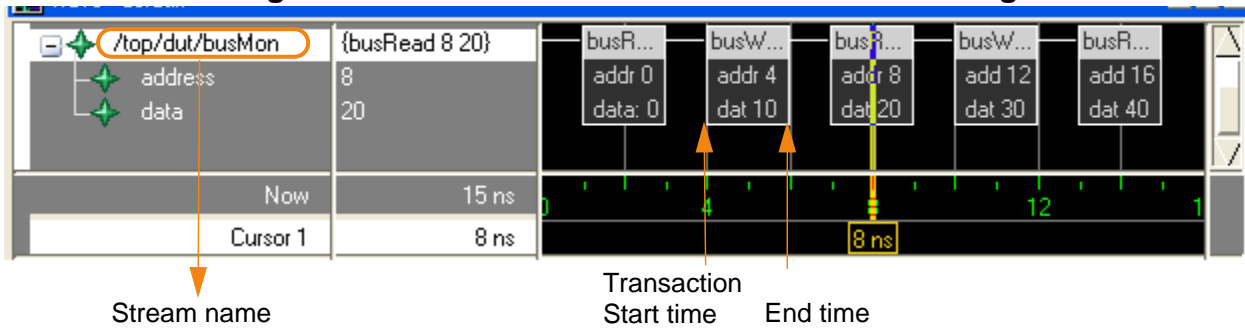 /top/dut/busMon {busRead 8 20} busR... busW... busR... busW... busR...
address 8 addr 0 addr 4 addr 8 add 12 add 16
data 20 data: 0 dat 10 dat 20 dat 30 dat 40
Now 15 ns 0 4 8 12 1
Cursor 1 8 ns 8 ns
Transaction
Stream name Start time End time